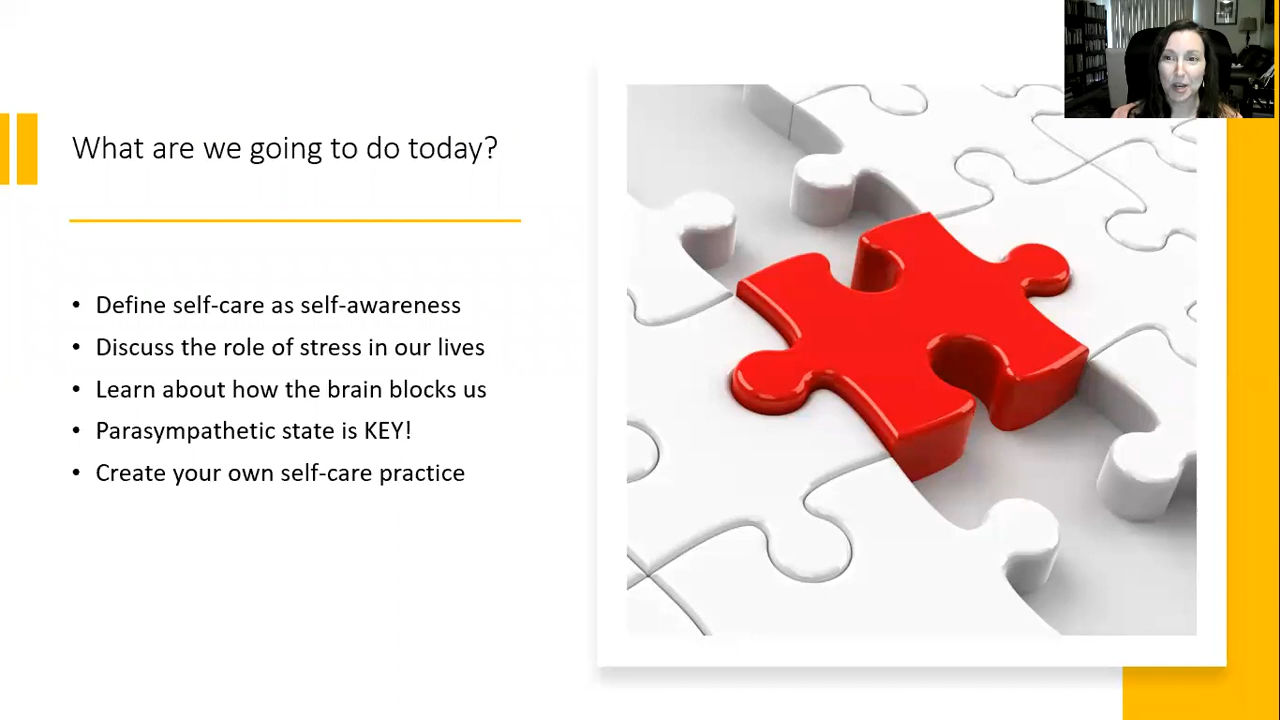 What are we going to do today?
• Define self-care as self-awareness
• Discuss the role of stress in our lives
• Learn about how the brain blocks us
• Parasympathetic state is KEY!
• Create your own self-care practice